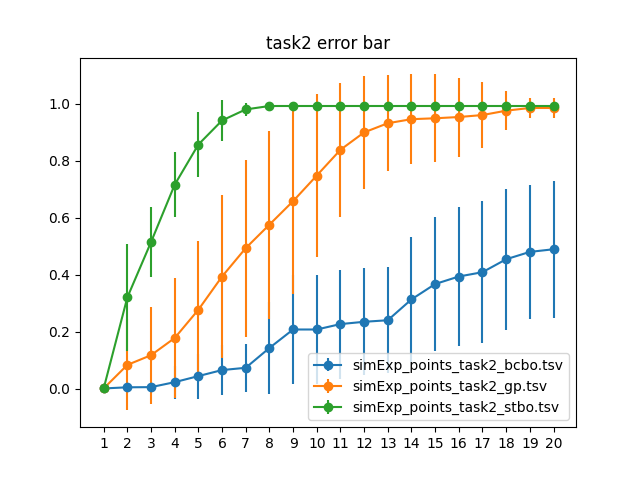 task2 error bar
1.0
0.8
0.6
0.4
0.2
0.0
simExp_points_task2_bcbo.tsv
simExp_points_task2_gp.tsv
simExp_points_task2_stbo.tsv
1 2 3 4 5 6 7 8 9 10 11 12 13 14 15 16 17 18 19 20